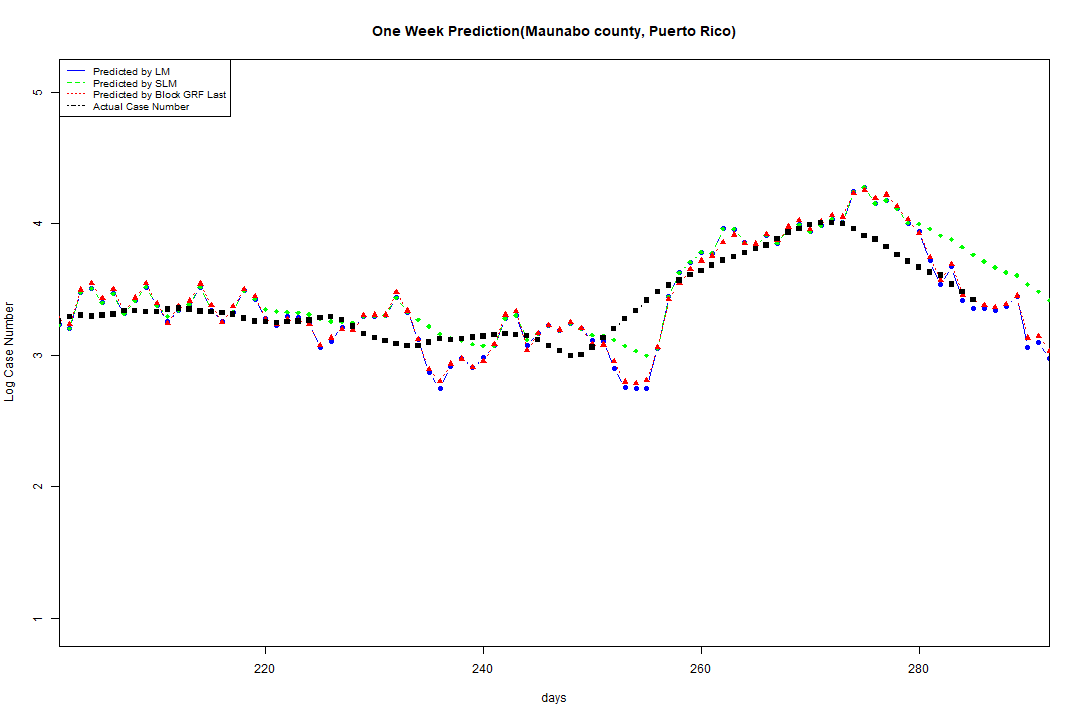 One Week Prediction(Maunabo county, Puerto Rico)
Predicted by LM
Predicted by SLM
Predicted by Block GRF Last
Actual Case Number
5
4
3
2
1
Log Case Number
220 240 260 280
days